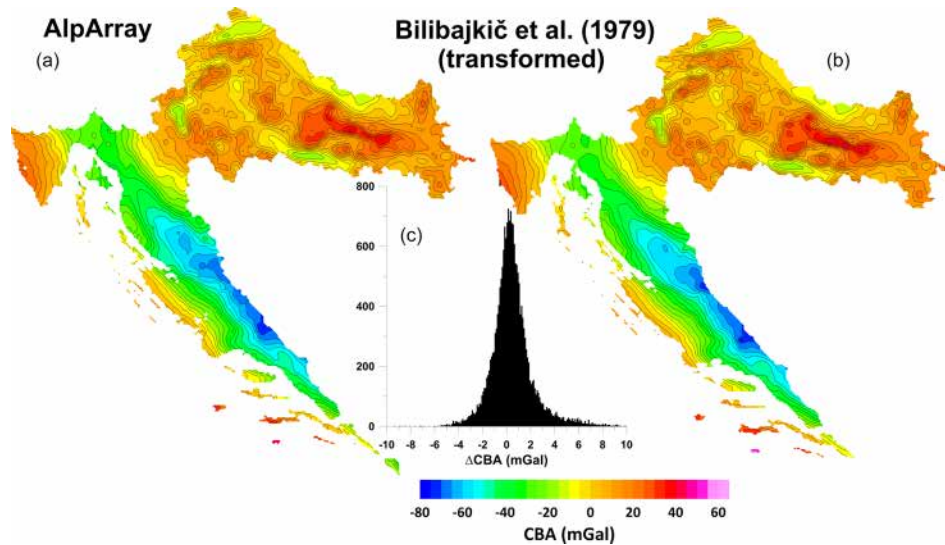 AlpArray
Bilibajkič et al. (1979)
(transformed)
(a)
(b)
(c)
800
600
400
200
0
-10 -8 -6 -4 -2 0 2 4 6 8 10
ΔCBA (mGal)
-80 -60 -40 -20 0 20 40 60
CBA (mGal)